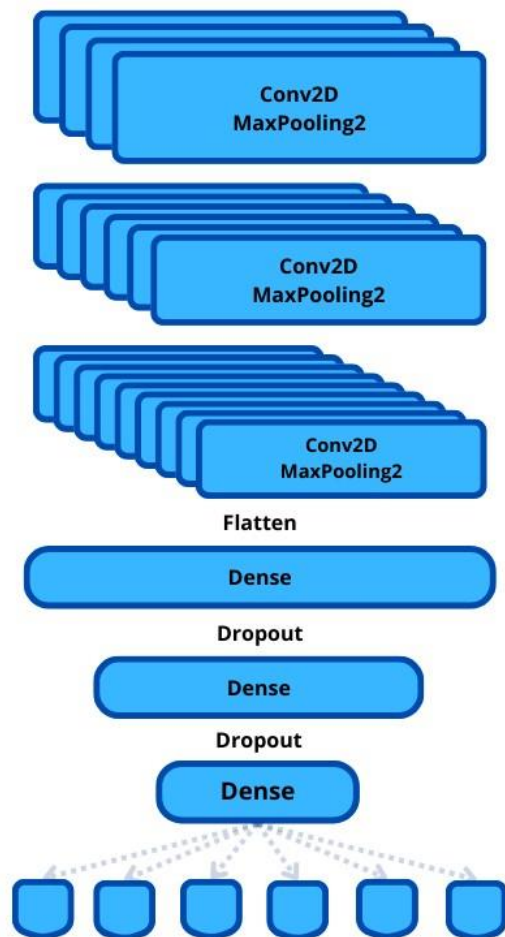 Conv2D
MaxPooling2
Conv2D
MaxPooling2
Conv2D
MaxPooling2
Flatten
Dense
Dropout
Dense
Dropout
Dense